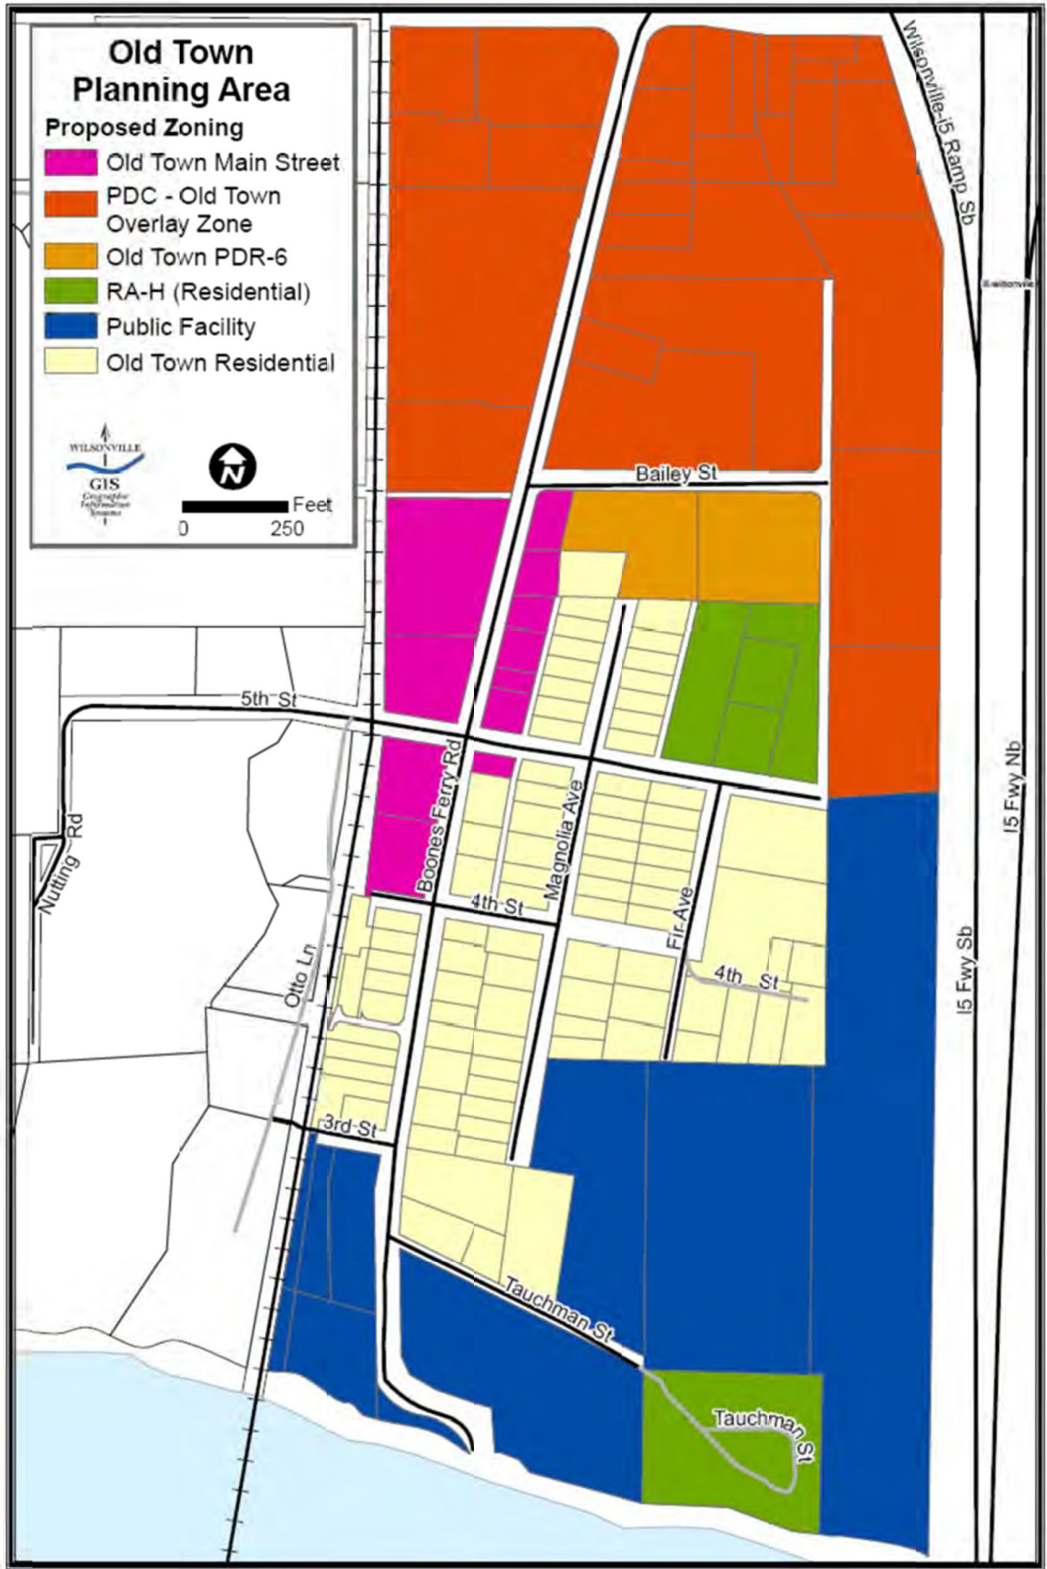 Old Town
Planning Area
Proposed Zoning
Old Town Main Street
PDC - Old Town
Overlay Zone
Old Town PDR-6
RA-H (Residential)
Public Facility
Old Town Residential
WILSONVILLE
GIS
Geographic
Information
Systems
N
Feet
0 250
Wilsonville-i5 Ramp Sb
Bailey St
5th St
Boones Ferry Rd
Magnolia Ave
Nutting Rd
4th St
Fir Ave
4th St
Otto Ln
I5 Fwy Nb
I5 Fwy Sb
3rd St
Tauchman St
Tauchman St